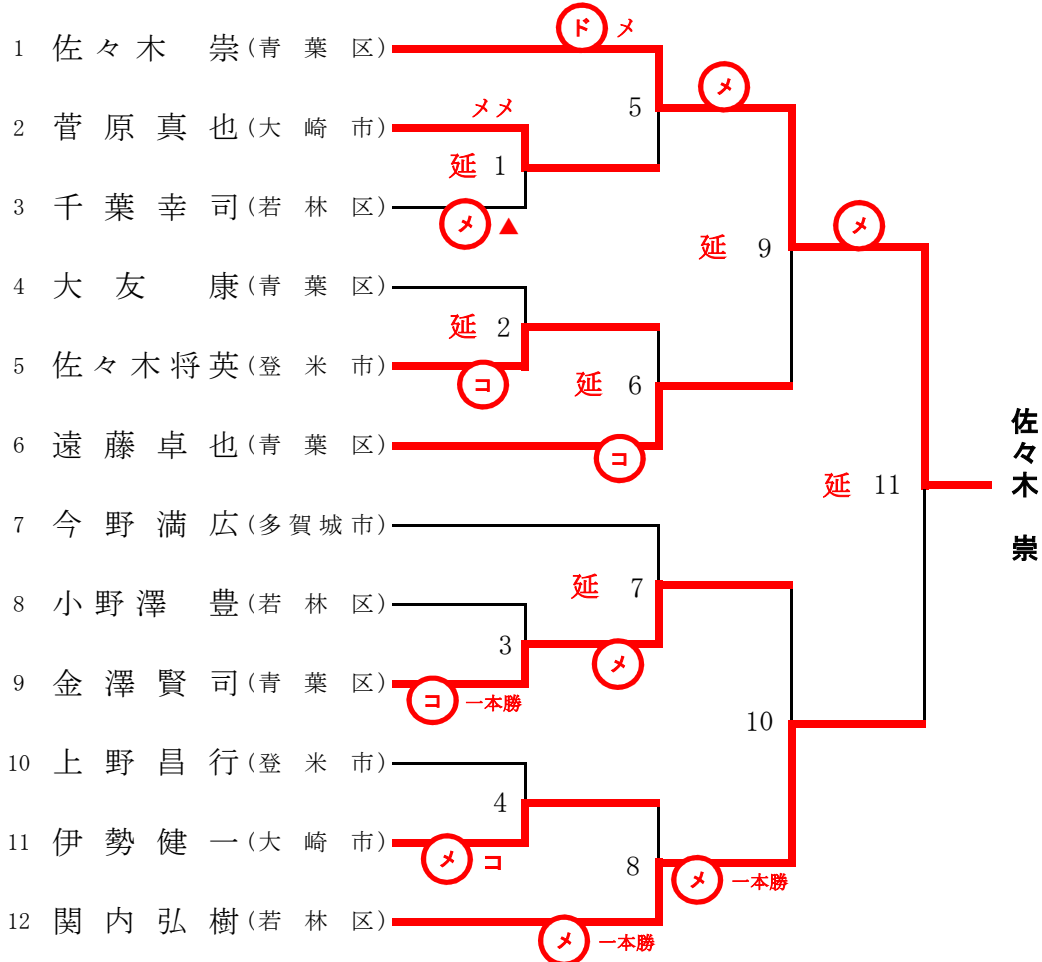 ド メ
1 佐々木 崇(青葉区)
メ
5
メメ
2 菅原真也(大崎市)
延 1
3 千葉幸司(若林区)
メ ▲
メ
延 9
4 大友 康(青葉区)
延 2
5 佐々木将英(登米市)
コ
延 6
6 遠藤卓也(青葉区)
コ
佐々木 崇
延 11
7 今野満広(多賀城市)
延 7
8 小野澤 豊(若林区)
3
メ
9 金澤賢司(青葉区)
コ 一本勝
10
10 上野昌行(登米市)
4
11 伊勢健一(大崎市)
メ コ
8
メ 一本勝
12 関内弘樹(若林区)
メ 一本勝